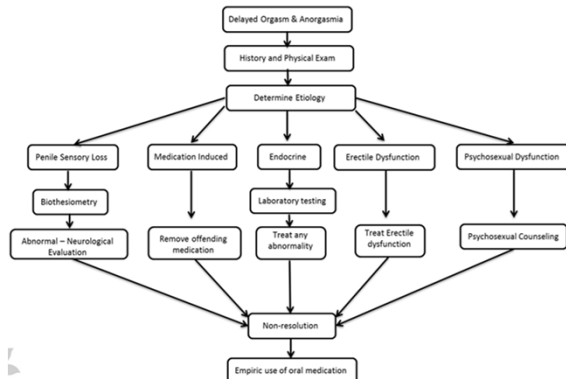 Delayed Orgasm & Anorgasmia
History and Physical Exam
Determine Etiology
Penile Sensory Loss
Medication Induced
Endocrine
Erectile Dysfunction
Psychosexual Dysfunction
Biothesiometry
Laboratory testing
Abnormal – Neurological
Evaluation
Remove offending
medication
Treat any
abnormality
Treat Erectile
dysfunction
Psychosexual Counseling
Non-resolution
Empiric use of oral medication